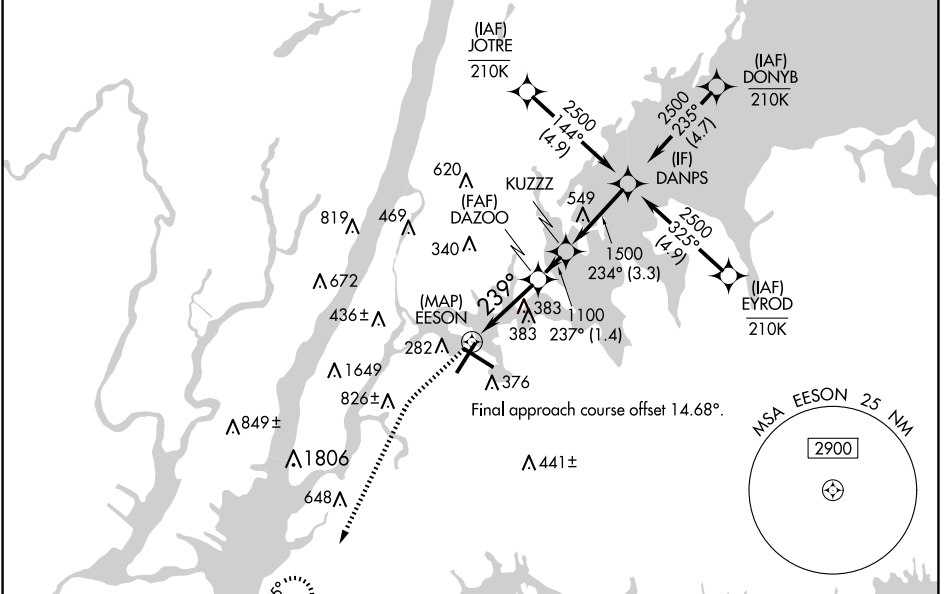 (IAF)
JOTRE
210K
(IAF)
DONYB
210K
2500
144°
(4.9)
2500
235°
(4.7)
(IF)
DANPS
620
KUZZZ
(FAF)
DAZOO
549
819
469
340
2500
325°
(4.9)
1500
234° (3.3)
672
239°
(IAF)
EYROD
210K
(MAP)
EESON
436±
383
383
1100
237° (1.4)
282
1649
376
826±
Final approach course offset 14.68°.
849±
MSA EESON 25 NM
2900
1806
441±
648
5°